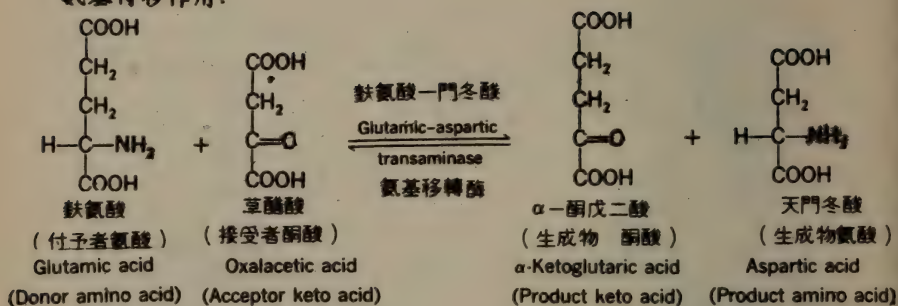 氨基轉移作用:
COOH
CH₂
CH₂
H—C—NH₂
COOH
麩氨酸
(付予者氨酸)
Glutamic acid
(Donor amino acid)
+
COOH
CH₂
C=O
COOH
草醋酸
(接受者酮酸)
Oxalacetic acid
(Acceptor keto acid)
麩氨酸一門冬酸
Glutamic-aspartic
transaminase
氨基移轉酶
COOH
CH₂
CH₂
C=O
COOH
α-酮戊二酸
(生成物 酮酸)
α-Ketoglutaric acid
(Product keto acid)
+
COOH
CH₂
H—C—NH₂
COOH
天門冬酸
(生成物氨酸)
Aspartic acid
(Product amino acid)